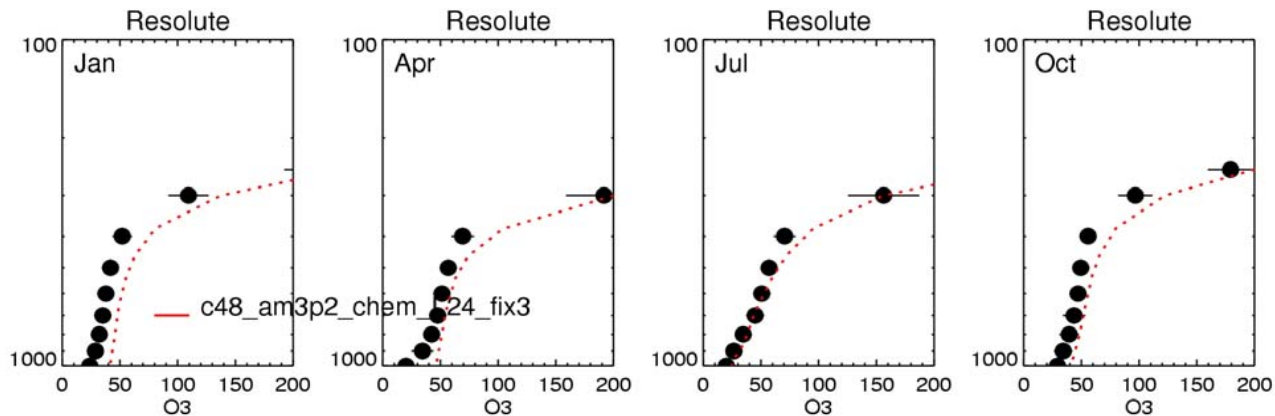 Resolute Resolute Resolute Resolute
100 100 100 100
Jan Apr Jul Oct
c48_am3p2_chem_l24_fix3
1000 1000 1000 1000
0 50 100 150 200 0 50 100 150 200 0 50 100 150 200 0 50 100 150 200
O3 O3 O3 O3